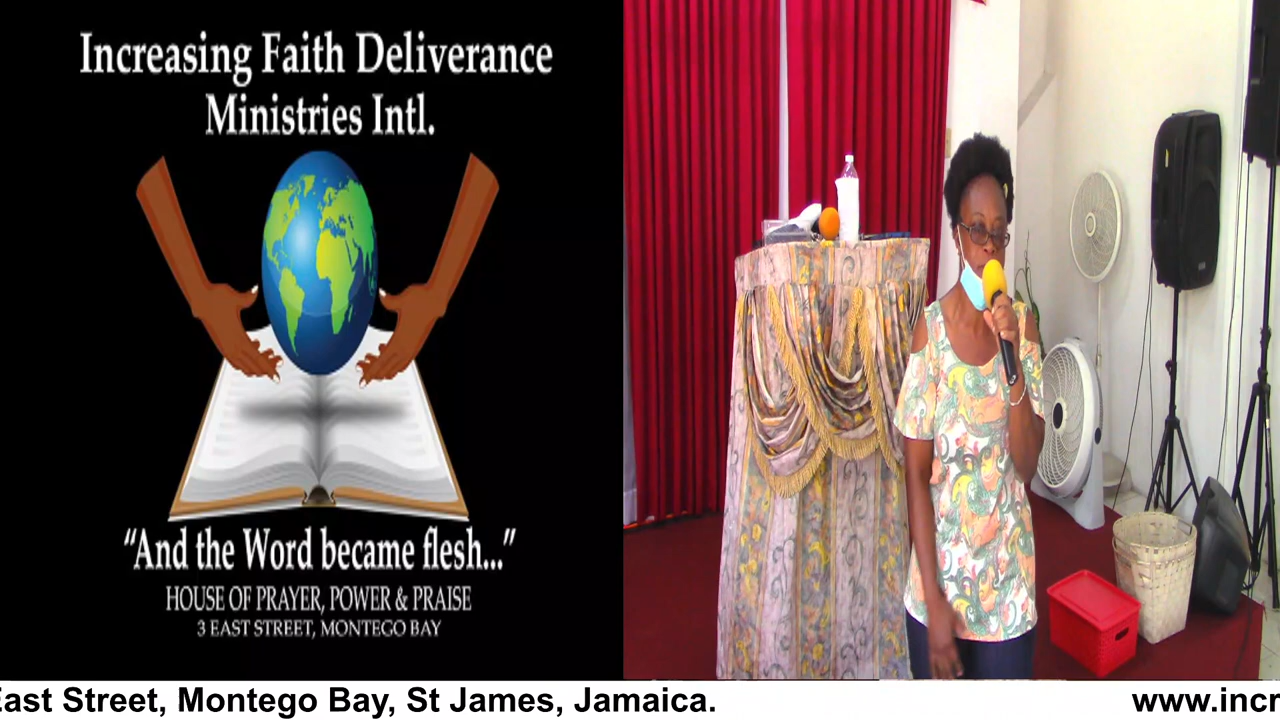 Increasing Faith Deliverance
Ministries Intl.
“And the Word became flesh...”
HOUSE OF PRAYER, POWER & PRAISE
3 EAST STREET, MONTEGO BAY
East Street, Montego Bay, St James, Jamaica.
www.incr